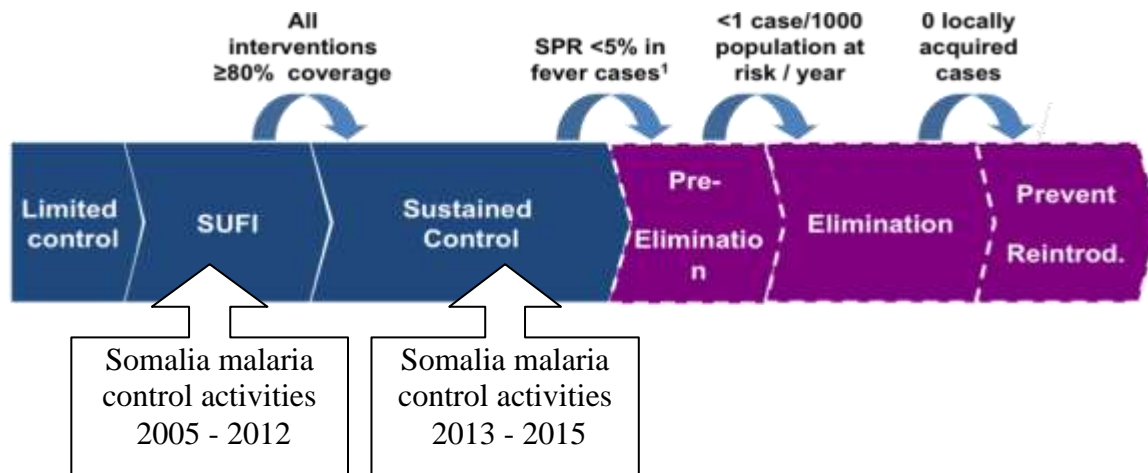 All
interventions
≥80% coverage
SPR <5% in
fever cases¹
<1 case/1000
population at
risk / year
0 locally
acquired
cases
Limited
control
SUFI
Sustained
Control
Pre-
Eliminatio
n
Elimination
Prevent
Reintrod.
Somalia malaria
control activities
2005 - 2012
Somalia malaria
control activities
2013 - 2015